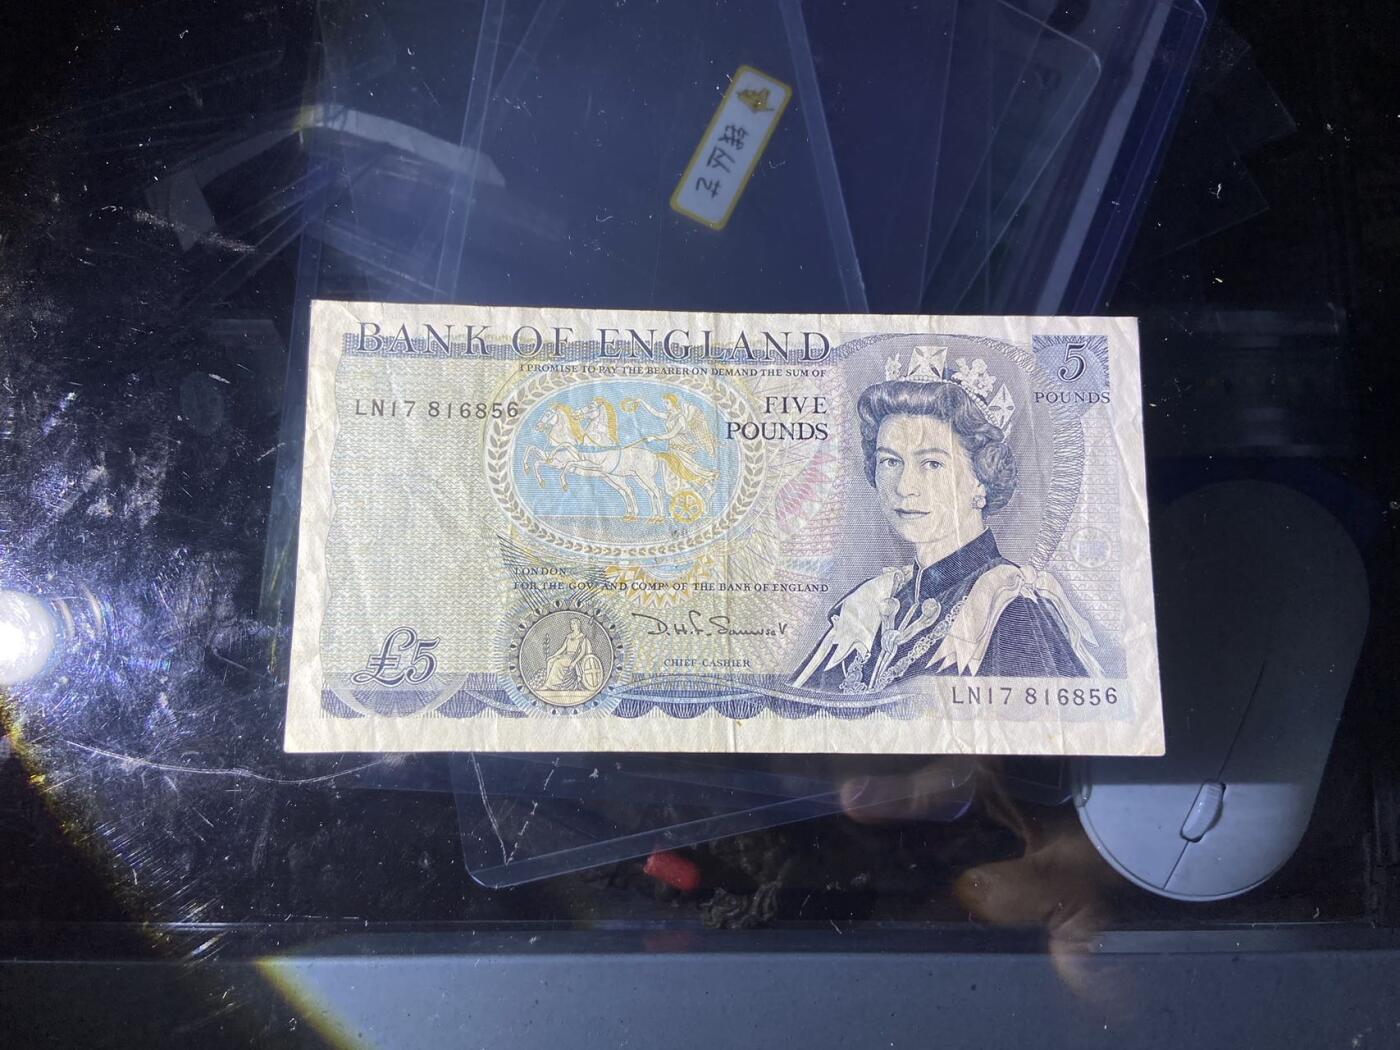 BANK OF ENGLAND
I PROMISE TO PAY THE BEARER ON DEMAND THE SUM OF
FIVE
POUNDS
5
POUNDS
LN17 816856
LONDON
FOR THE GOVR AND COMPA OF THE BANK OF ENGLAND
D.H.F. Somerset
CHIEF CASHIER
£5
LN17 816856